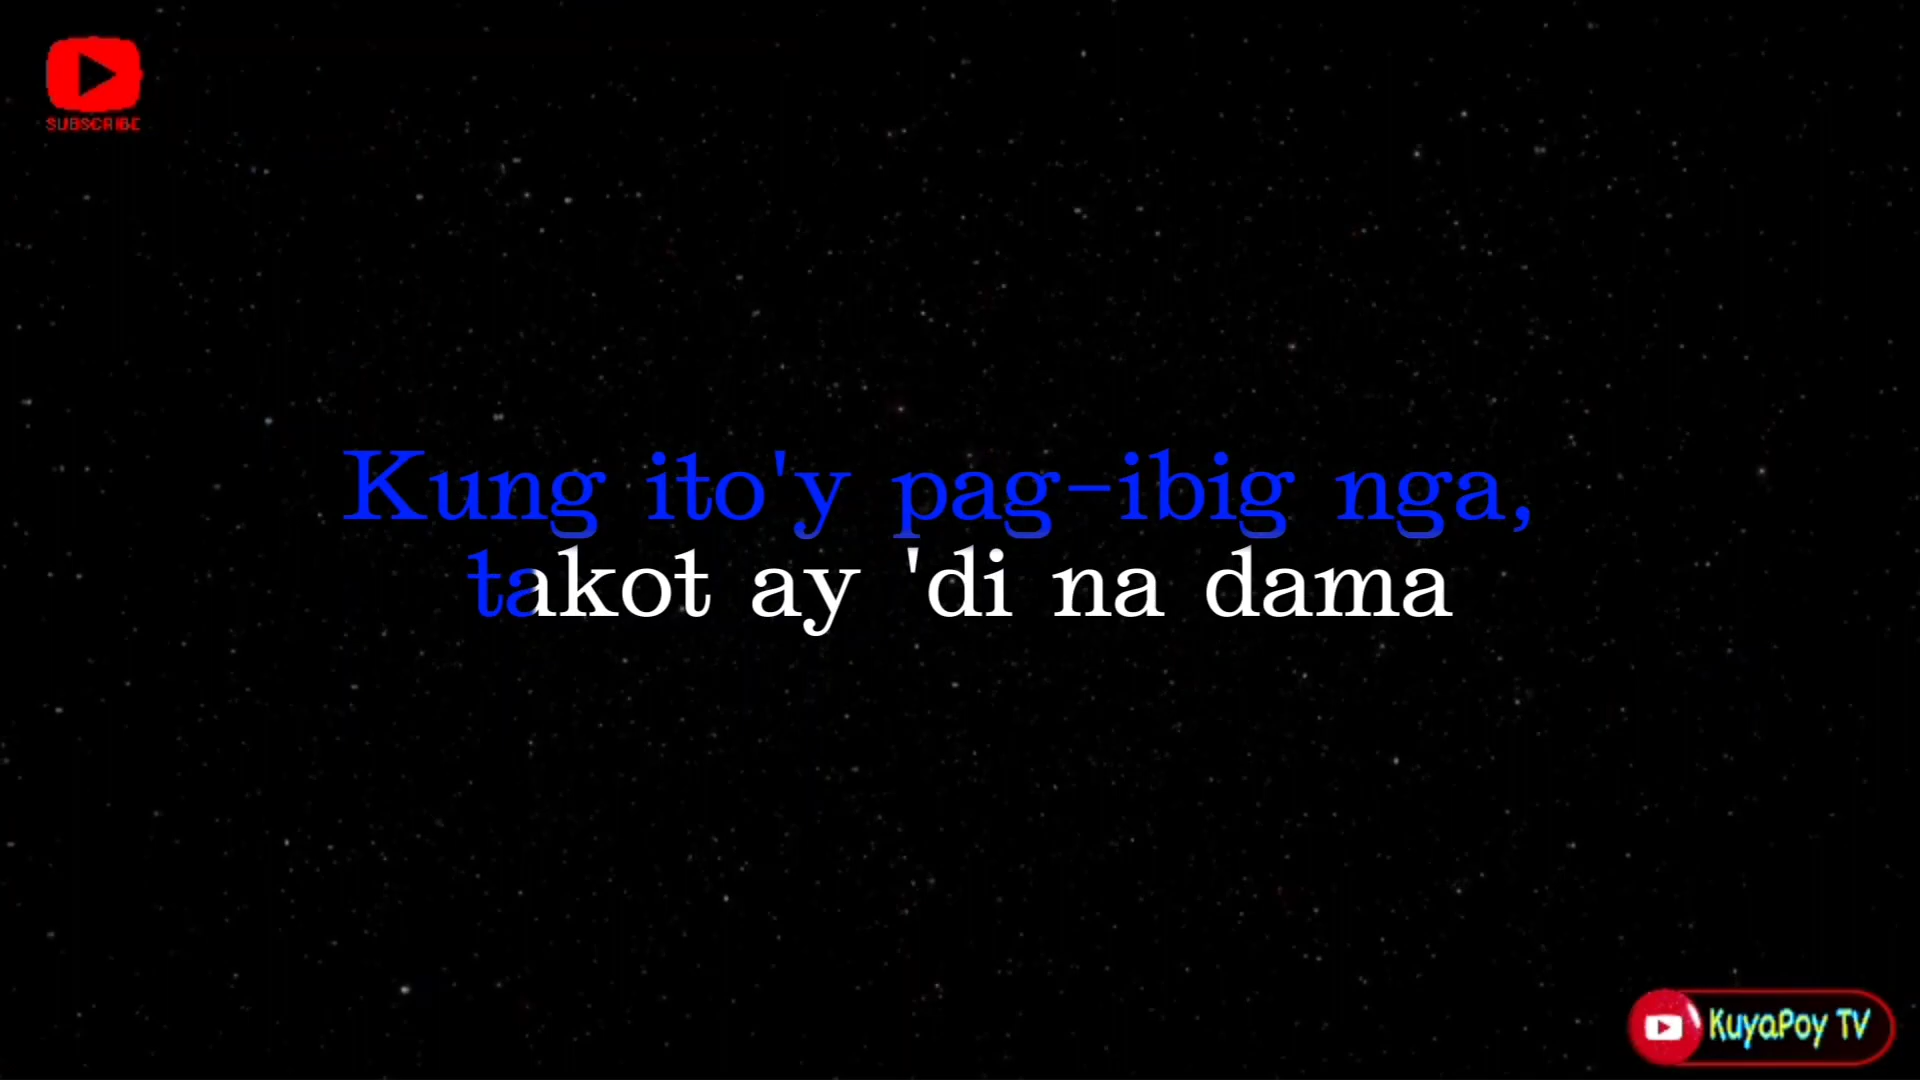 SUBSCRIBE
Kung ito'y pag-ibig nga,
takot ay 'di na dama
KuyaPoy TV